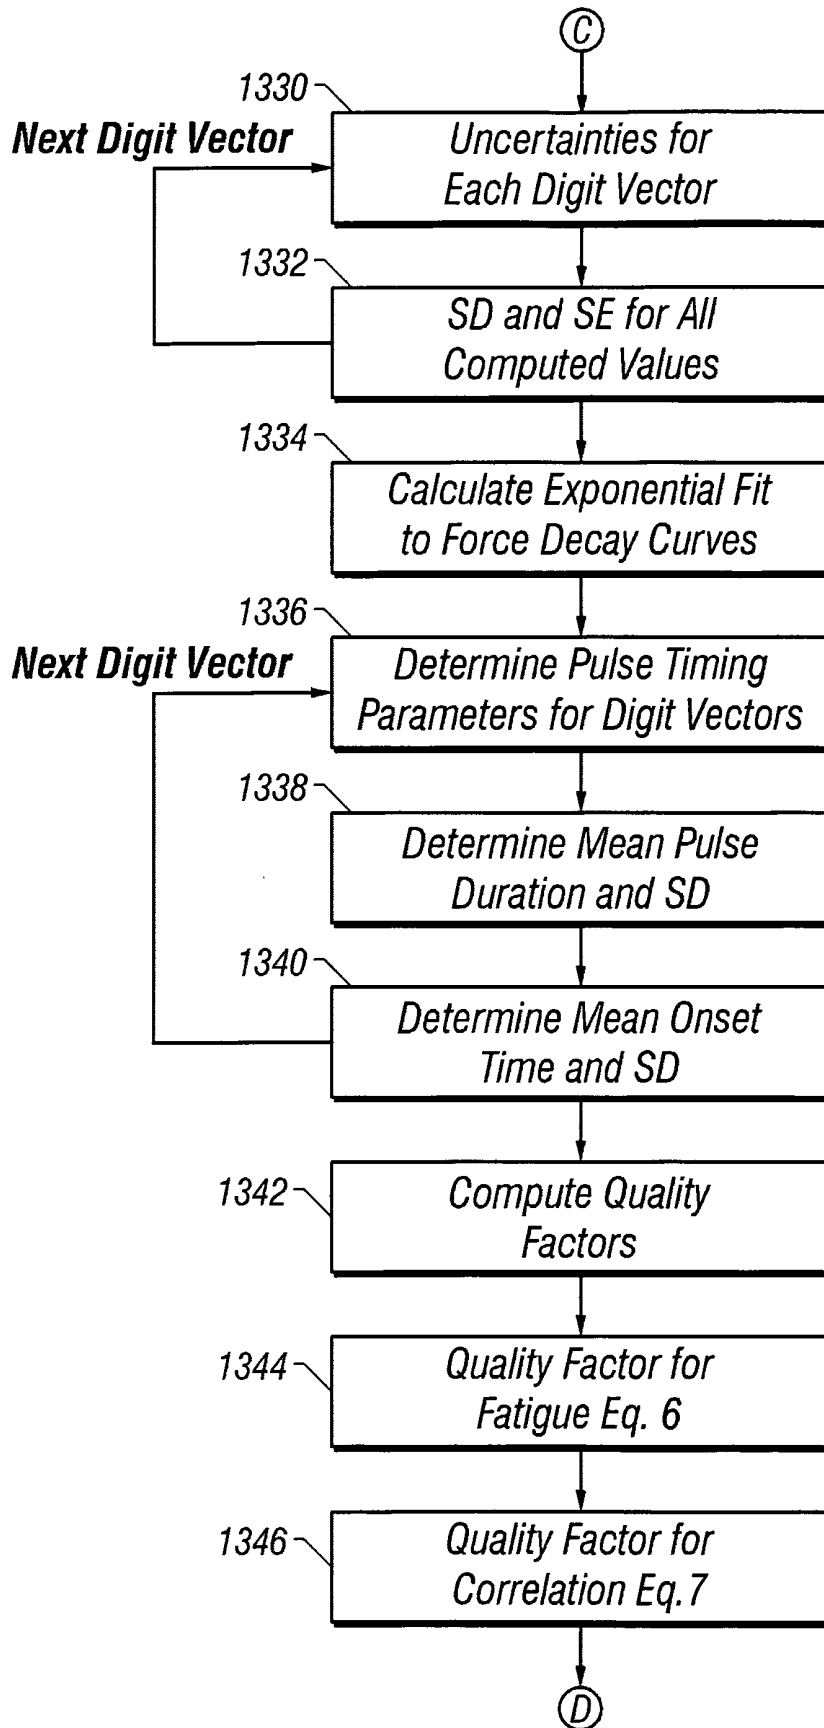 C
1330
Next Digit Vector
Uncertainties for
Each Digit Vector
1332
SD and SE for All
Computed Values
1334
Calculate Exponential Fit
to Force Decay Curves
1336
Next Digit Vector
Determine Pulse Timing
Parameters for Digit Vectors
1338
Determine Mean Pulse
Duration and SD
1340
Determine Mean Onset
Time and SD
1342
Compute Quality
Factors
1344
Quality Factor for
Fatigue Eq. 6
1346
Quality Factor for
Correlation Eq.7
D